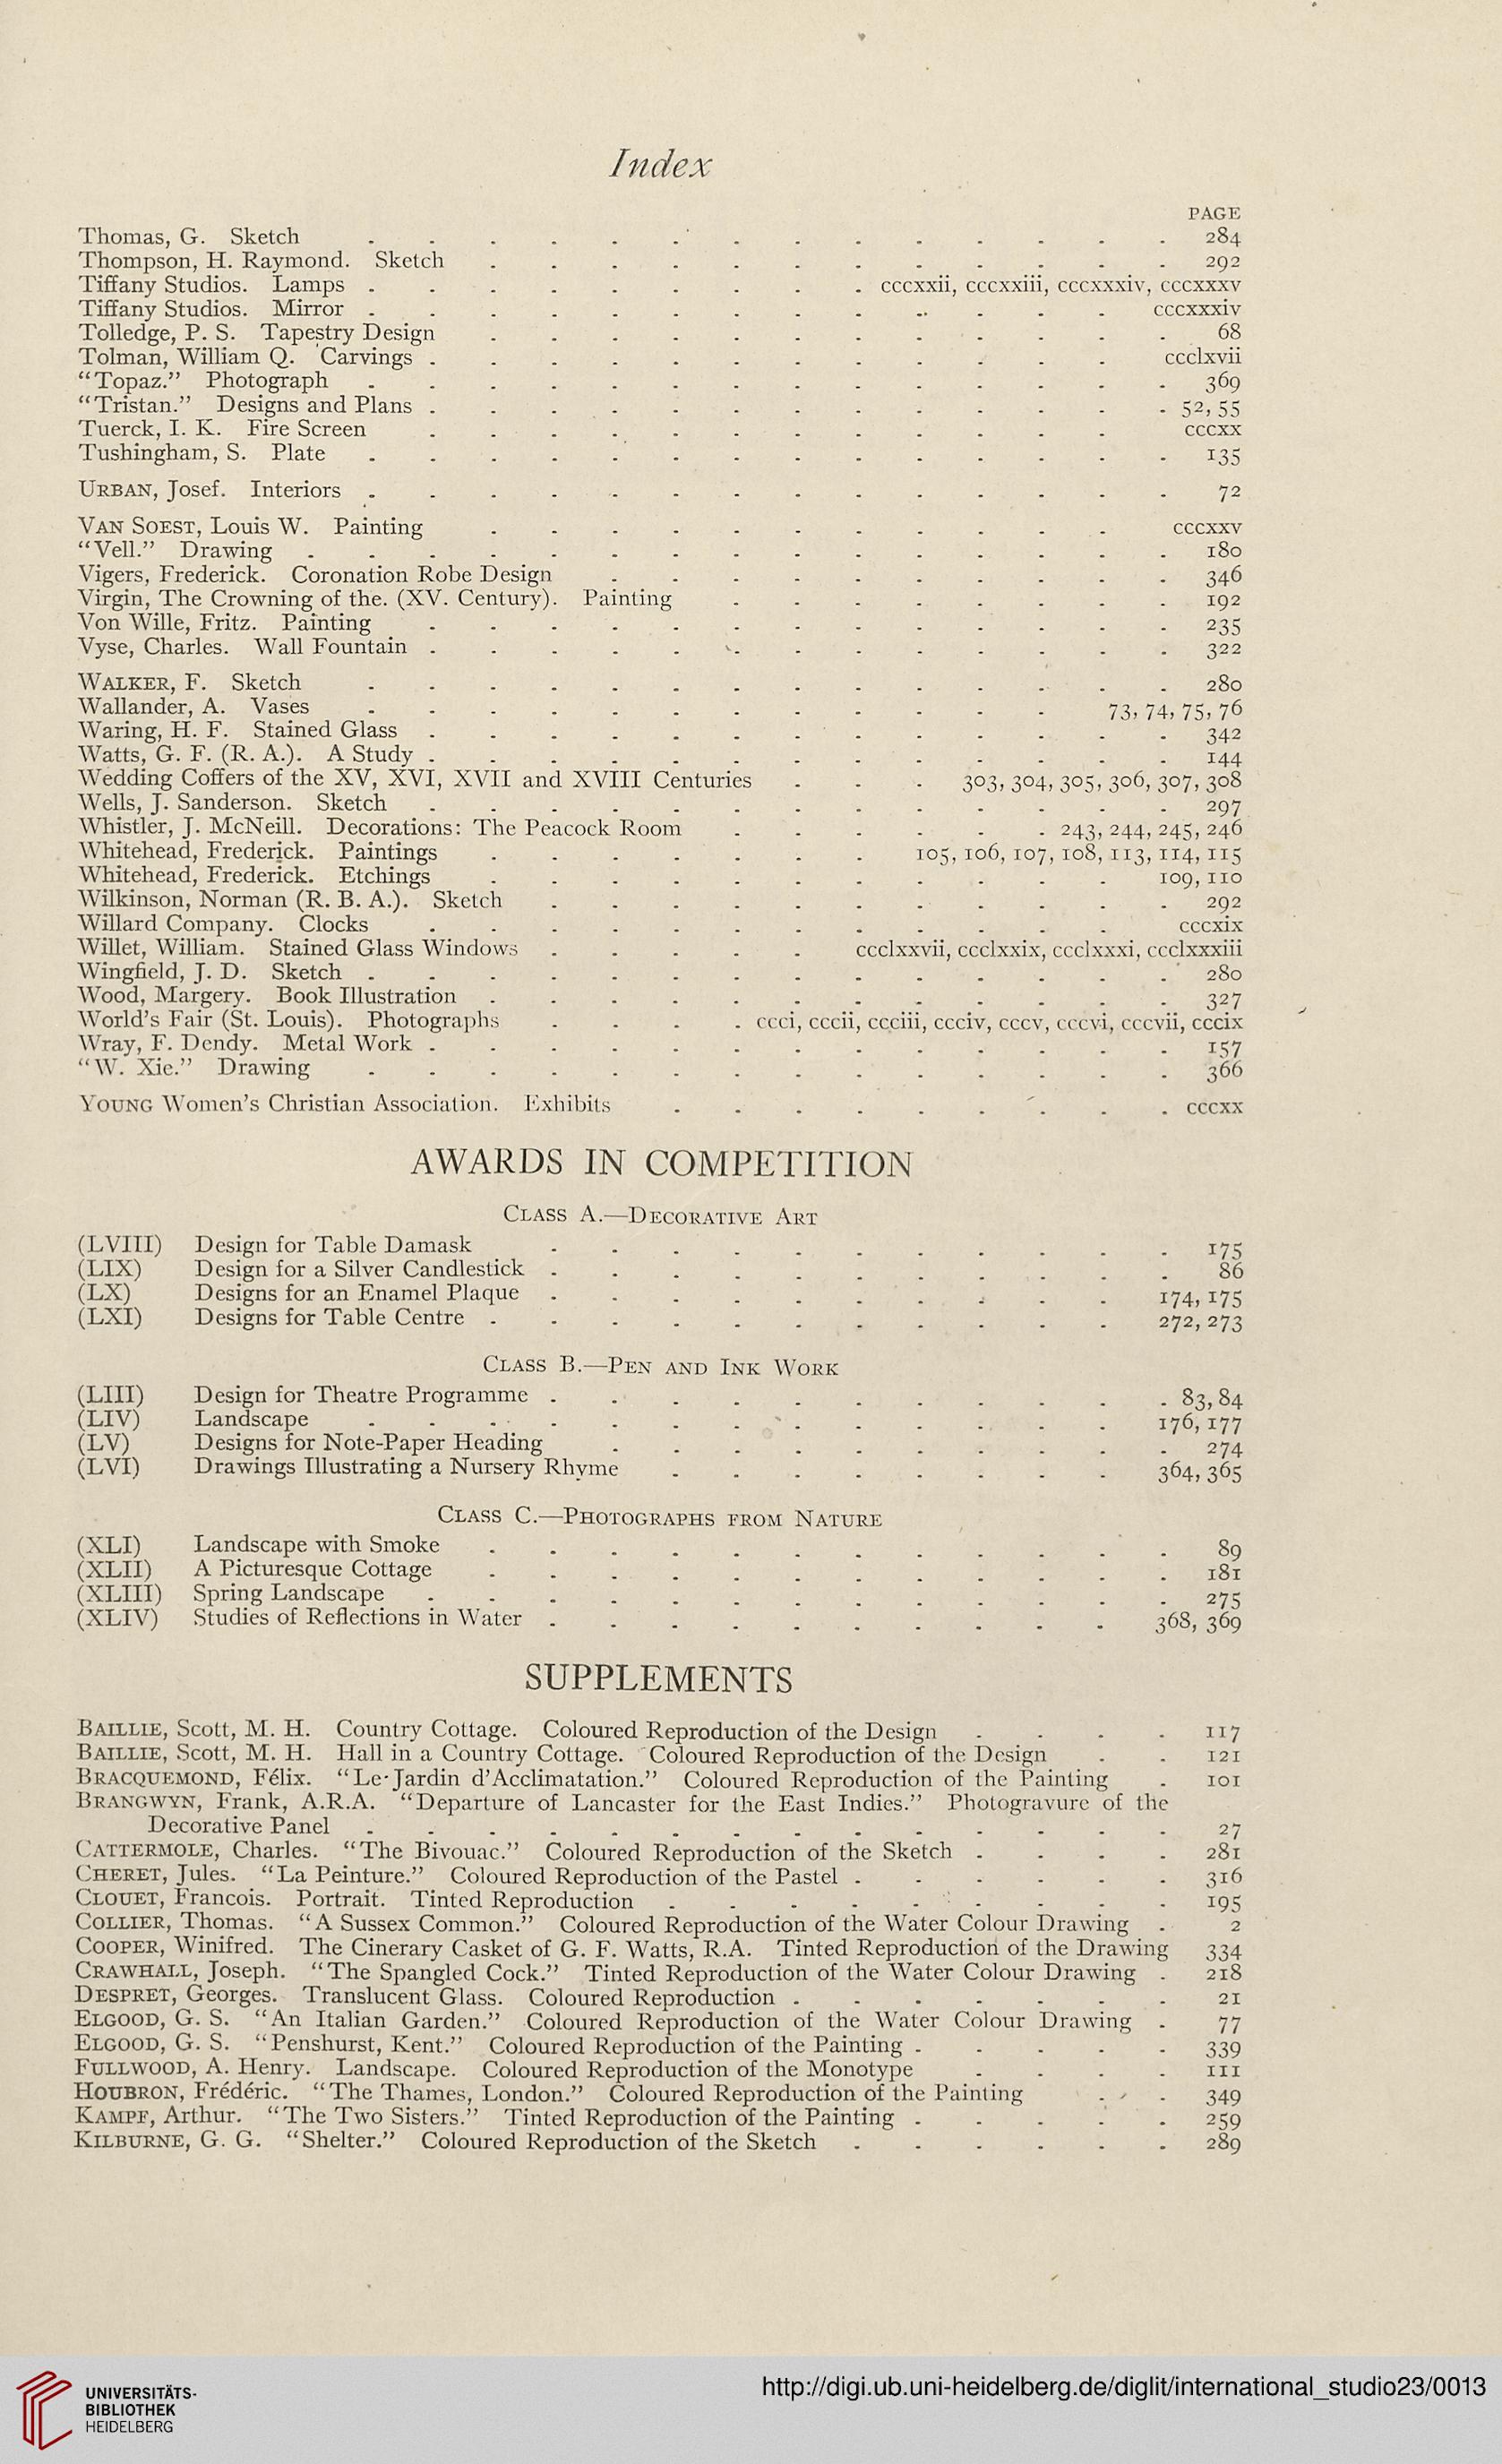 Index
PAGE
Thomas, G. Sketch . . . . . . . . . . . . . . 284
Thompson, H. Raymond. Sketch . . . . . . . . . . . . 292
Tiffany Studios. Lamps . . . . . . . . . cccxxii, cccxxiii, cccxxxiv, cccxxxv
Tiffany Studios. Mirror . . . . . . . . . . . . . cccxxxiv
Tolledge, P. S. Tapestry Design . . . . . . . . . . . . 68
Tolman, William Q. Carvings . . . . . . . . . . . . ccclxvii
“Topaz.” Photograph . . . . . . . . . . . . . . 369
“Tristan.” Designs and Plans . . . . . . . . . . . . . 52, 55
Tuerck, I. K. Fire Screen . . . . . . . . . . . . cccxx
Tushingham, S. Plate . . . . . . . . . . . . . . 135
URBAN, Josef. Interiors . . . . . . . . . . . . . . 72
VAN SOEST, Louis W. Painting . . . . . . . . . . . cccxxv
“Vell.” Drawing . . . . . . . . . . . . . . . 180
Vigers, Frederick. Coronation Robe Design . . . . . . . . . . 346
Virgin, The Crowning of the. (XV. Century). Painting . . . . . . . . 192
Von Wille, Fritz. Painting . . . . . . . . . . . . . 235
Vyse, Charles. Wall Fountain . . . . . . . . . . . . . 322
WALKER, F. Sketch . . . . . . . . . . . . . . 280
Wallander, A. Vases . . . . . . . . . . . . 73, 74, 75, 76
Waring, H. F. Stained Glass . . . . . . . . . . . . . 342
Watts, G. F. (R. A.). A Study . . . . . . . . . . . . . 144
Wedding Coffers of the XV, XVI, XVII and XVIII Centuries . . . 303, 304, 305, 306, 307, 308
Wells, J. Sanderson. Sketch . . . . . . . . . . . . . 297
Whistler, J. McNeill. Decorations: The Peacock Room . . . . . . 243, 244, 245, 246
Whitehead, Frederick. Paintings . . . . . . . 105, 106, 107, 108, 113, 114, 115
Whitehead, Frederick. Etchings . . . . . . . . . . . 109, 110
Wilkinson, Norman (R. B. A.). Sketch . . . . . . . . . . . 292
Willard Company. Clocks . . . . . . . . . . . . cccxix
Willet, William. Stained Glass Windows . . . . . ccclxxvii, ccclxxix, ccclxxxi, ccclxxxiii
Wingfield, J. D. Sketch . . . . . . . . . . . . . . 280
Wood, Margery. Book Illustration . . . . . . . . . . . . 327
World’s Fair (St. Louis). Photographs . . . . ccci, cccii, ccciii, ccciv, cccv, cccvi, cccvii, cccix
Wray, F. Dendy. Metal Work . . . . . . . . . . . . . 157
“W. Xie.” Drawing . . . . . . . . . . . . . . 366
YOUNG Women’s Christian Association. Exhibits . . . . . . . . . cccxx
AWARDS IN COMPETITION
CLASS A.—DECORATIVE ART
(LVIII) Design for Table Damask . . . . . . . . . . . 175
(LIX) Design for a Silver Candlestick . . . . . . . . . . . 86
(LX) Designs for an Enamel Plaque . . . . . . . . . . 174, 175
(LXI) Designs for Table Centre . . . . . . . . . . . 272, 273
CLASS B.—PEN AND INK WORK
(LIII) Design for Theatre Programme . . . . . . . . . . . 83, 84
(LIV) Landscape . . . . . . . . . . . . . 176, 177
(LV) Designs for Note-Paper Heading . . . . . . . . . . 274
(LVI) Drawings Illustrating a Nursery Rhyme . . . . . . . . 364, 365
CLASS C.—PHOTOGRAPHS FROM NATURE
(XLI) Landscape with Smoke . . . . . . . . . . . . 89
(XLII) A Picturesque Cottage . . . . . . . . . . . . 181
(XLIII) Spring Landscape . . . . . . . . . . . . . 275
(XLIV) Studies of Reflections in Water . . . . . . . . . . 368, 369
SUPPLEMENTS
BAILLIE, Scott, M. H. Country Cottage. Coloured Reproduction of the Design . . . . 117
BAILLIE, Scott, M. H. Hall in a Country Cottage. Coloured Reproduction of the Design . . 121
BRACQUEMOND, Félix. “Le Jardin d’Acclimatation.” Coloured Reproduction of the Painting . 101
BRANGWYN, Frank, A.R.A. “Departure of Lancaster for the East Indies.” Photogravure of the
Decorative Panel . . . . . . . . . . . . . . 27
CATTERMOLE, Charles. “The Bivouac.” Coloured Reproduction of the Sketch . . . . 281
CHERET, Jules. “La Peinture.” Coloured Reproduction of the Pastel . . . . . . 316
CLOUET, Francois. Portrait. Tinted Reproduction . . . . . . . . . 195
COLLIER, Thomas. “A Sussex Common.” Coloured Reproduction of the Water Colour Drawing . 2
COOPER, Winifred. The Cinerary Casket of G. F. Watts, R.A. Tinted Reproduction of the Drawing 334
CRAWHALL, Joseph. “The Spangled Cock.” Tinted Reproduction of the Water Colour Drawing . 218
DESPRET, Georges. Translucent Glass. Coloured Reproduction . . . . . . . 21
ELGOOD, G. S. “An Italian Garden.” Coloured Reproduction of the Water Colour Drawing . 77
ELGOOD, G. S. “Penshurst, Kent.” Coloured Reproduction of the Painting . . . . . 339
FULLWOOD, A. Henry. Landscape. Coloured Reproduction of the Monotype . . . . 111
HOUBRON, Frédéric. “The Thames, London.” Coloured Reproduction of the Painting . . 349
KAMPF, Arthur. “The Two Sisters.” Tinted Reproduction of the Painting . . . . . 259
KILBURNE, G. G. “Shelter.” Coloured Reproduction of the Sketch . . . . . . 289
UNIVERSITÄTS-
BIBLIOTHEK
HEIDELBERG
http://digi.ub.uni-heidelberg.de/diglit/international_studio23/0013